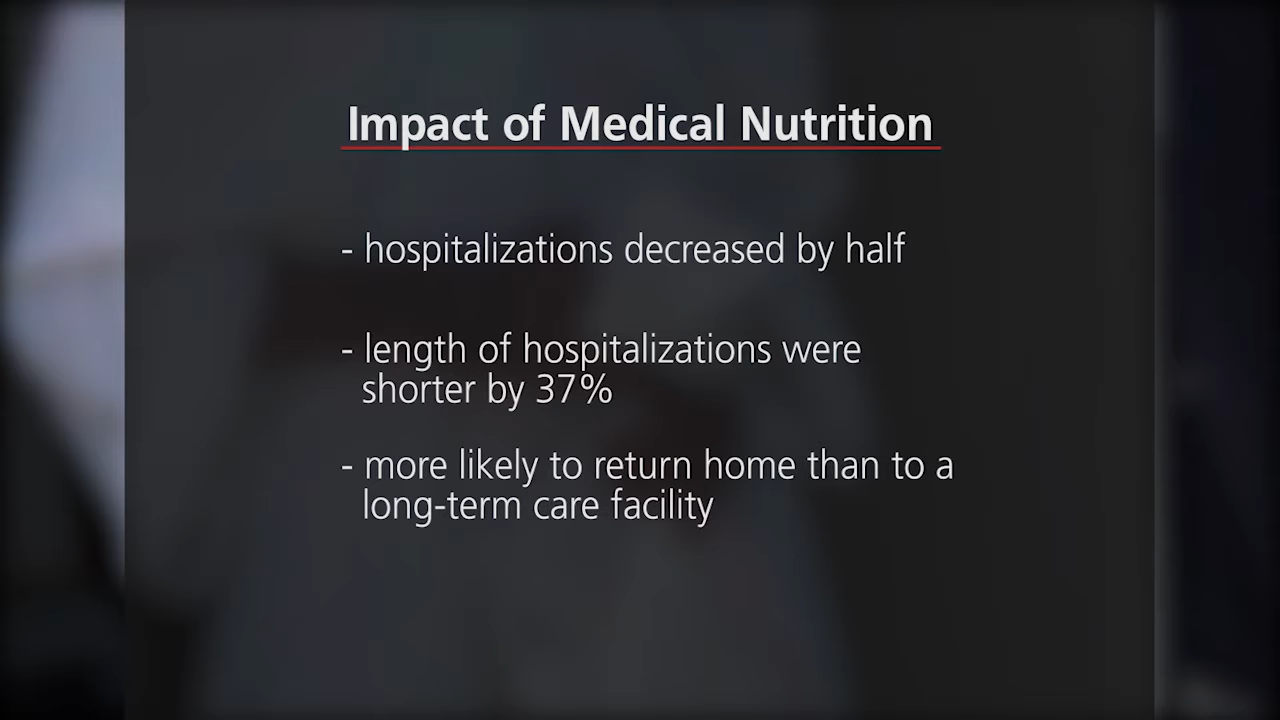 Impact of Medical Nutrition
- hospitalizations decreased by half
- length of hospitalizations were
shorter by 37%
- more likely to return home than to a
long-term care facility